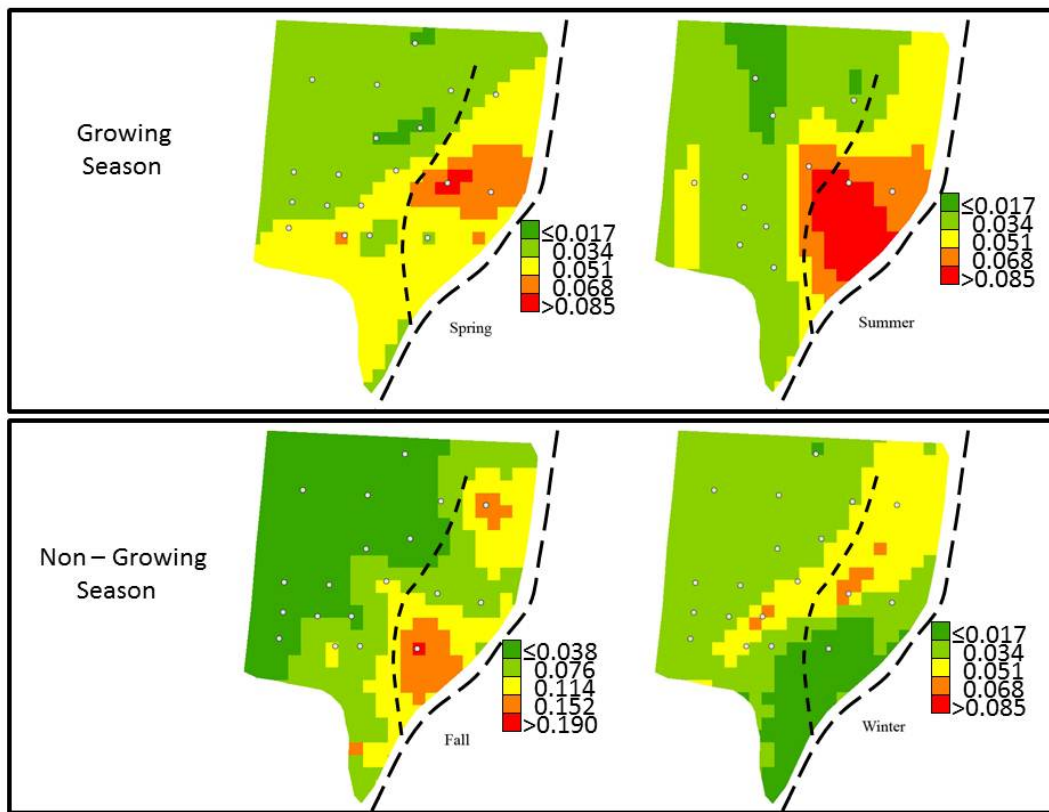 Growing
Season
≤0.017
0.034
0.051
0.068
>0.085
Spring
≤0.017
0.034
0.051
0.068
>0.085
Summer
Non – Growing
Season
≤0.038
0.076
0.114
0.152
>0.190
Fall
≤0.017
0.034
0.051
0.068
>0.085
Winter